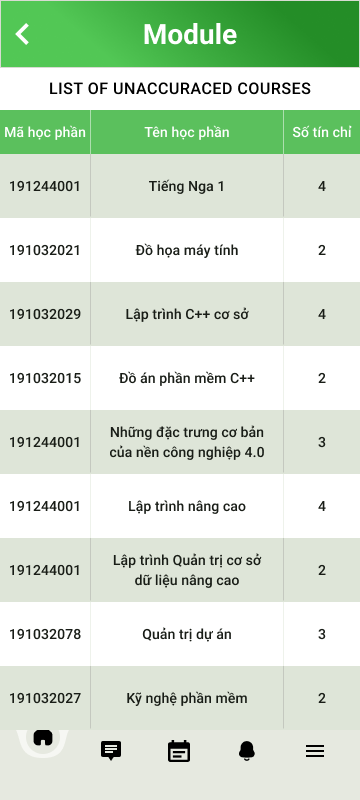 Module
LIST OF UNACCURACED COURSES
Mã học phần Tên học phần Số tín chỉ
191244001 Tiếng Nga 1 4
191032021 Đồ họa máy tính 2
191032029 Lập trình C++ cơ sở 4
191032015 Đồ án phần mềm C++ 2
191244001 Những đặc trưng cơ bản
của nền công nghiệp 4.0 3
191244001 Lập trình nâng cao 4
191244001 Lập trình Quản trị cơ sở
dữ liệu nâng cao 2
191032078 Quản trị dự án 3
191032027 Kỹ nghệ phần mềm 2